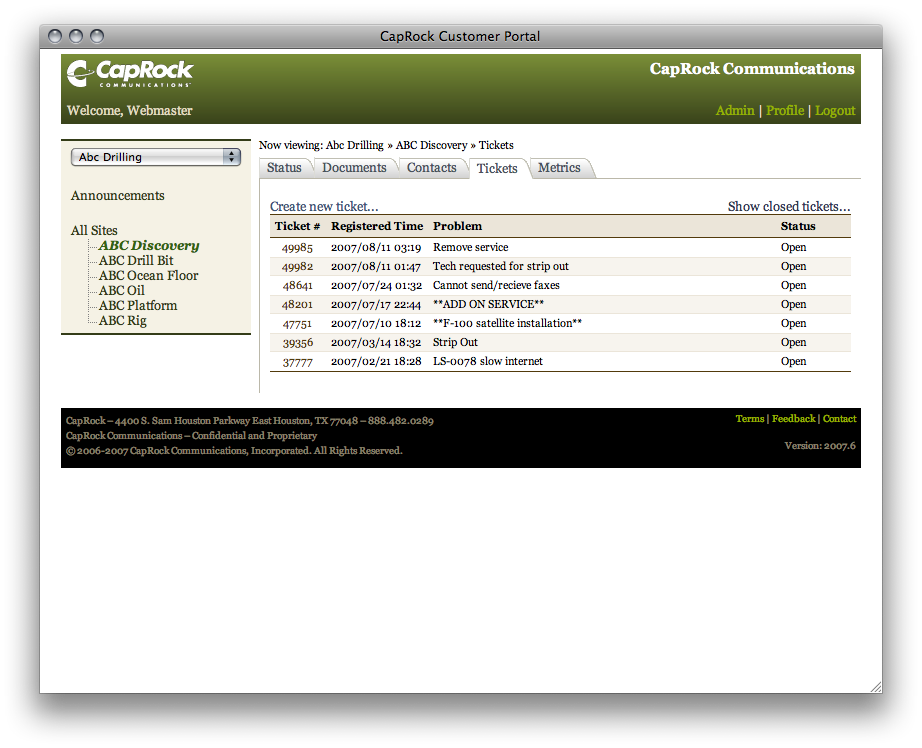 CapRock Customer Portal
CapRock
COMMUNICATIONS
CapRock Communications
Welcome, Webmaster
Admin | Profile | Logout
Abc Drilling
Announcements
All Sites
ABC Discovery
ABC Drill Bit
ABC Ocean Floor
ABC Oil
ABC Platform
ABC Rig
Now viewing: Abc Drilling » ABC Discovery » Tickets
Status Documents Contacts Tickets Metrics
Create new ticket... Show closed tickets...
Ticket # Registered Time Problem Status
49985 2007/08/11 03:19 Remove service Open
49982 2007/08/11 01:47 Tech requested for strip out Open
48641 2007/07/24 01:32 Cannot send/recieve faxes Open
48201 2007/07/17 22:44 **ADD ON SERVICE** Open
47751 2007/07/10 18:12 **F-100 satellite installation** Open
39356 2007/03/14 18:32 Strip Out Open
37777 2007/02/21 18:28 LS-0078 slow internet Open
CapRock – 4400 S. Sam Houston Parkway East Houston, TX 77048 – 888.482.0289
CapRock Communications – Confidential and Proprietary
© 2006-2007 CapRock Communications, Incorporated. All Rights Reserved.
Terms | Feedback | Contact
Version: 2007.6